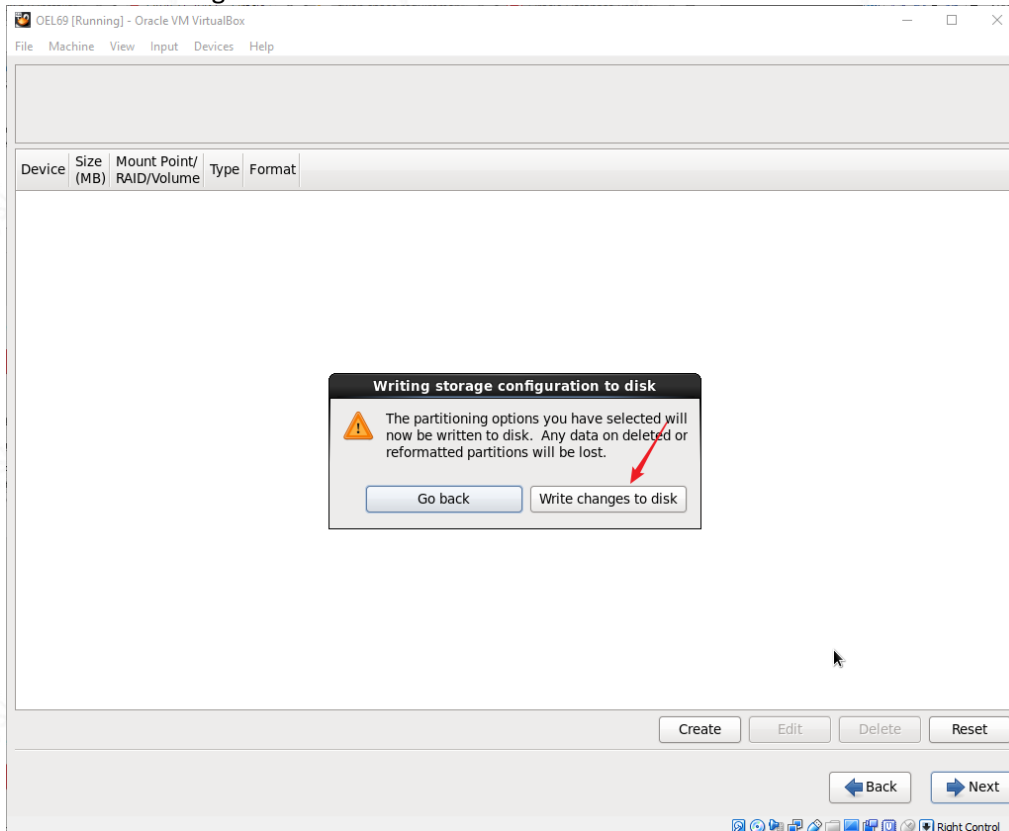 OEL69 [Running] - Oracle VM VirtualBox
File Machine View Input Devices Help
Device Size (MB) Mount Point/ RAID/Volume Type Format
Writing storage configuration to disk
The partitioning options you have selected will
now be written to disk. Any data on deleted or
reformatted partitions will be lost.
Go back Write changes to disk
Create Edit Delete Reset
Back Next
Right Control